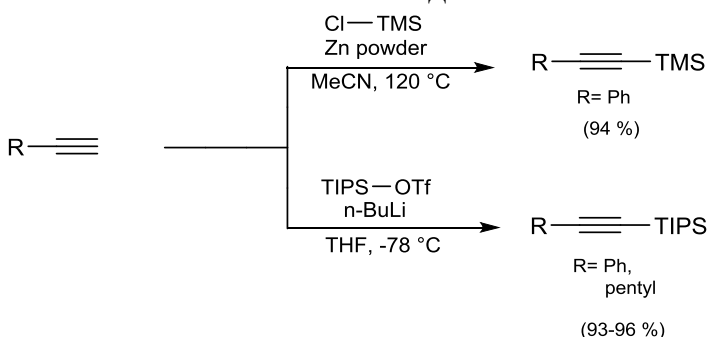 Cl—TMS
Zn powder
MeCN, 120 °C
R TMS
R= Ph
(94 %)
R
TIPS—OTf
n-BuLi
THF, -78 °C
R TIPS
R= Ph,
pentyl
(93-96 %)